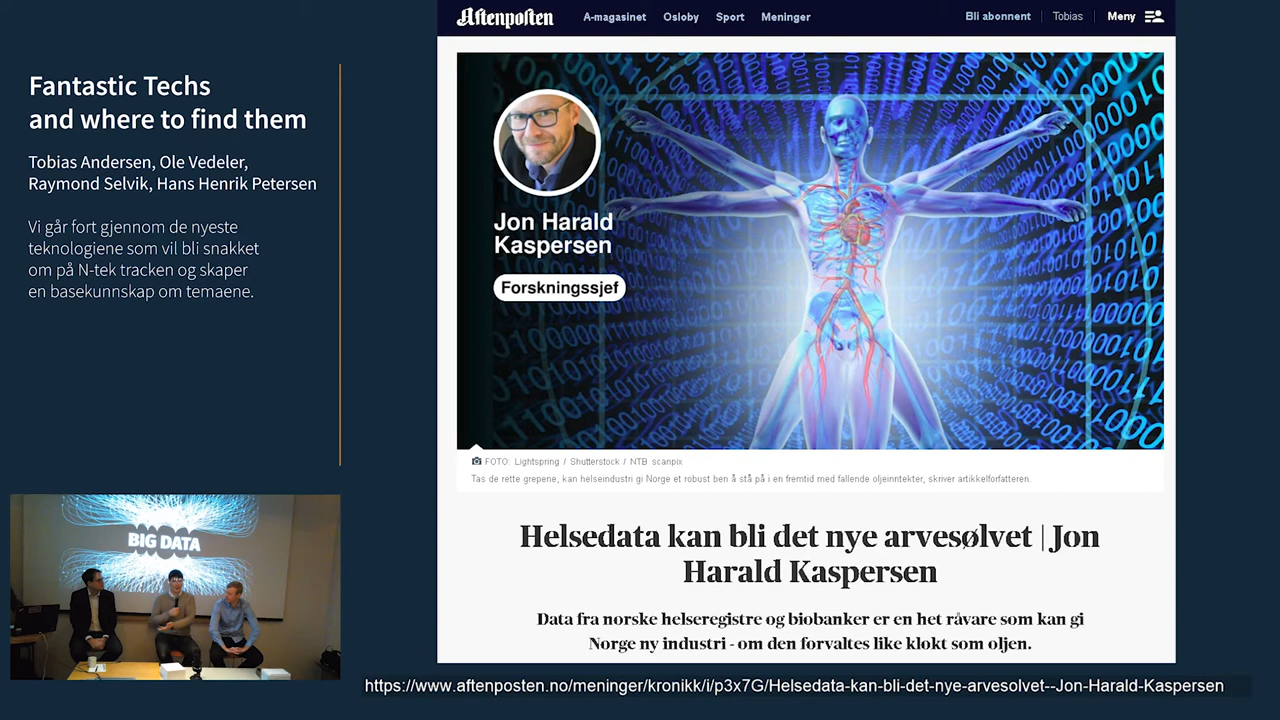 Fantastic Techs
and where to find them
Tobias Andersen, Ole Vedeler,
Raymond Selvik, Hans Henrik Petersen
Vi går fort gjennom de nyeste
teknologiene som vil bli snakket
om på N-tek tracken og skaper
en basekunnskap om temaene.
BIG DATA
Aftenposten A-magasinet Osloby Sport Meninger Bli abonnent Tobias Meny
Jon Harald
Kaspersen
Forskningssjef
FOTO: Lightspring / Shutterstock / NTB scanpix
Tas de rette grepene, kan helseindustri gi Norge et robust ben å stå på i en fremtid med fallende oljeinntekter, skriver artikkelforfatteren.
Helsedata kan bli det nye arvesølvet | Jon
Harald Kaspersen
Data fra norske helseregistre og biobanker er en het råvare som kan gi
Norge ny industri - om den forvaltes like klokt som oljen.
https://www.aftenposten.no/meninger/kronikk/i/p3x7G/Helsedata-kan-bli-det-nye-arvesolvet--Jon-Harald-Kaspersen